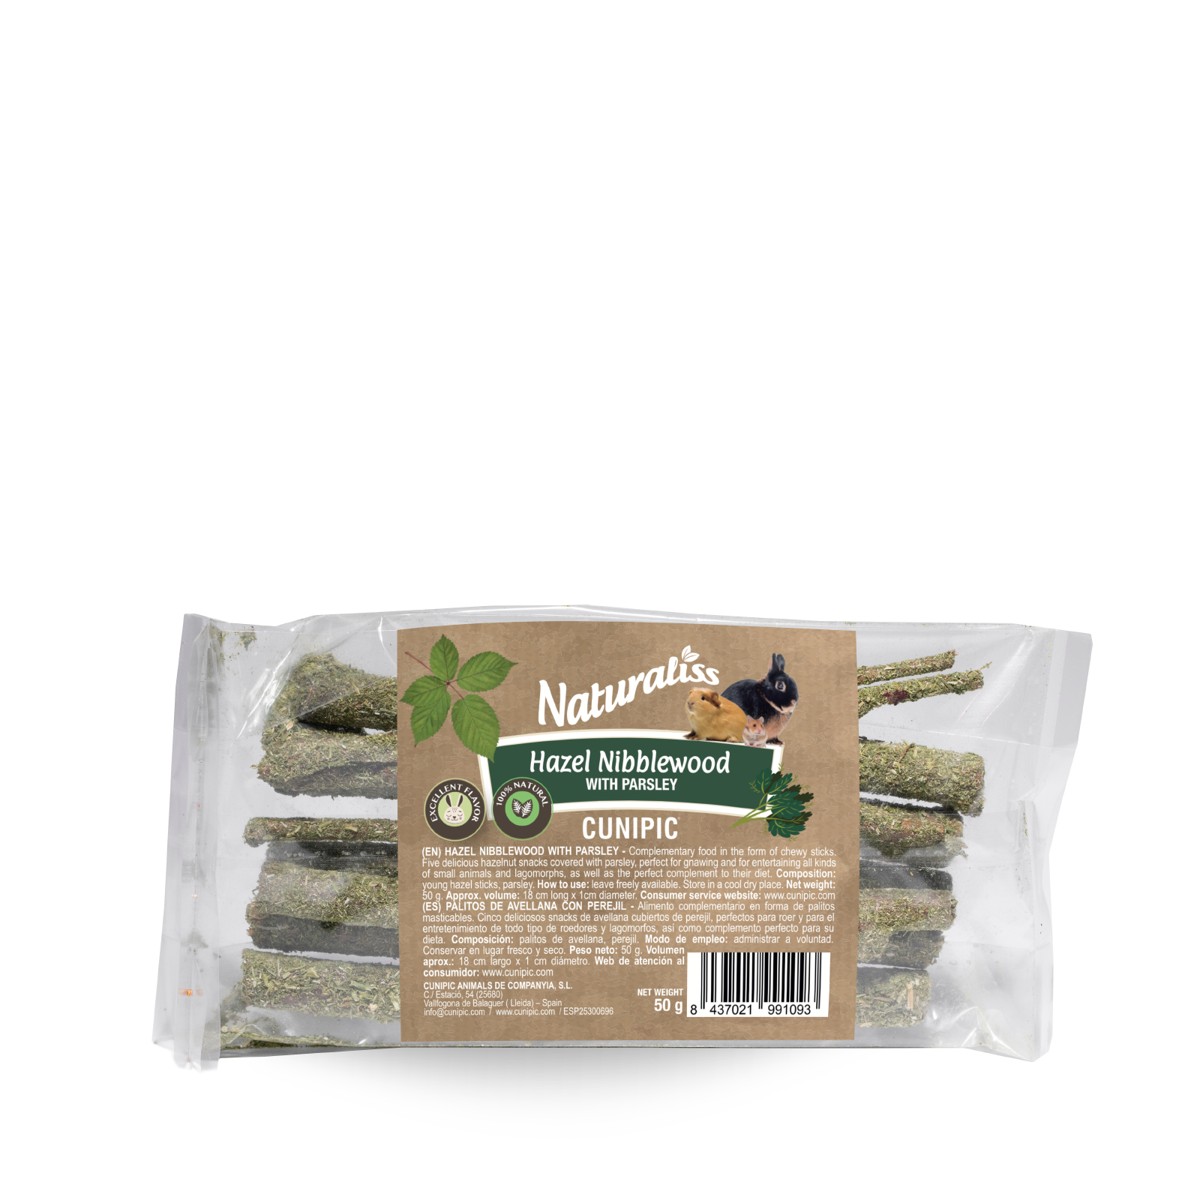 Naturaliss
Hazel Nibblewood
WITH PARSLEY
EXCELLENT FLAVOR
100% NATURAL
CUNIPIC
(EN) HAZEL NIBBLEWOOD WITH PARSLEY - Complementary food in the form of chewy sticks.
Five delicious hazelnut snacks covered with parsley, perfect for gnawing and for entertaining all kinds
of small animals and lagomorphs, as well as the perfect complement to their diet. Composition:
young hazel sticks, parsley. How to use: leave freely available. Store in a cool dry place. Net weight:
50 g. Approx. volume: 18 cm long x 1cm diameter. Consumer service website: www.cunipic.com
(ES) PALITOS DE AVELLANA CON PEREJIL - Alimento complementario en forma de palitos
masticables. Cinco deliciosos snacks de avellana cubiertos de perejil, perfectos para roer y para el
entretenimiento de todo tipo de roedores y lagomorfos, así como complemento perfecto para su
dieta. Composición: palitos de avellana, perejil. Modo de empleo: administrar a voluntad.
Conservar en lugar fresco y seco. Peso neto: 50 g. Volumen
aprox.: 18 cm largo x 1 cm diámetro. Web de atención al
consumidor: www.cunipic.com
CUNIPIC ANIMALS DE COMPANYIA, S.L.
C./ Estació, 54 (25680)
Vallfogona de Balaguer ( Lleida) – Spain
info@cunipic.com / www.cunipic.com / ESP25300696
NET WEIGHT
50 g
8 437021 991093